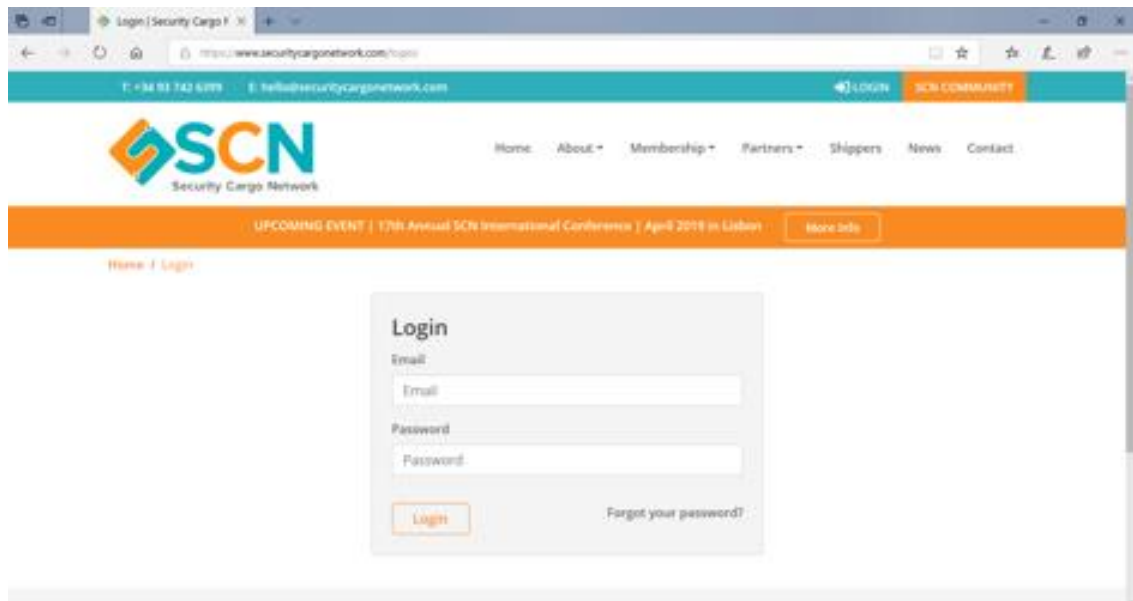 Login | Security Cargo
https://www.securitycargonetwork.com/login/
T: +34 93 742 6399 E: hello@securitycargonetwork.com LOGIN SCN COMMUNITY
SCN
Security Cargo Network
Home About Membership Partners Shippers News Contact
UPCOMING EVENT | 17th Annual SCN International Conference | April 2019 in Lisbon More Info
Home / Login
Login
Email
Email
Password
Password
Login Forgot your password?